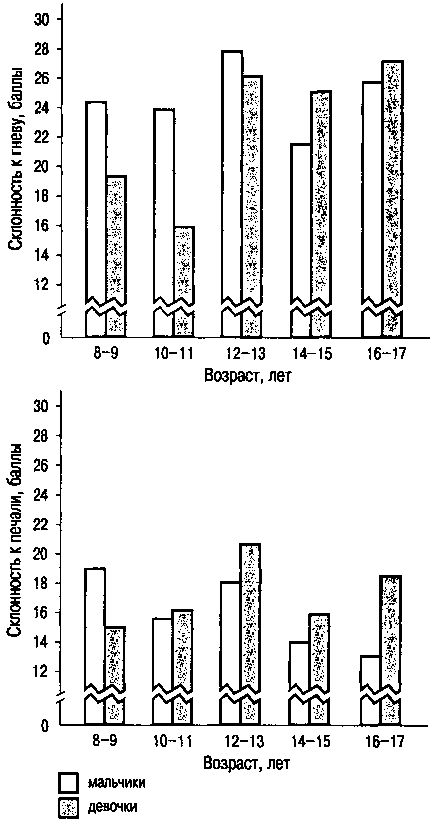 Склонность к гневу, баллы
30
28
26
24
22
20
18
16
14
12
0
8–9 10–11 12–13 14–15 16–17
Возраст, лет
Склонность к печали, баллы
30
28
26
24
22
20
18
16
14
12
0
8–9 10–11 12–13 14–15 16–17
Возраст, лет
мальчики
девочки